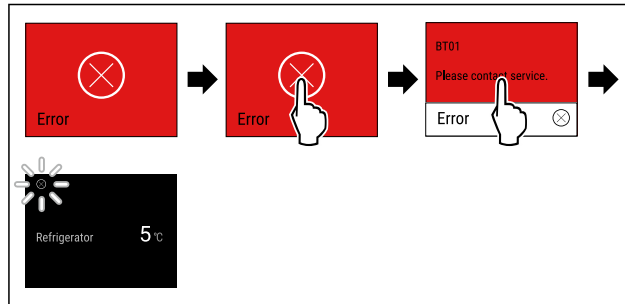 Error
Error
BT01
Please contact service.
Error
Refrigerator 5 °C